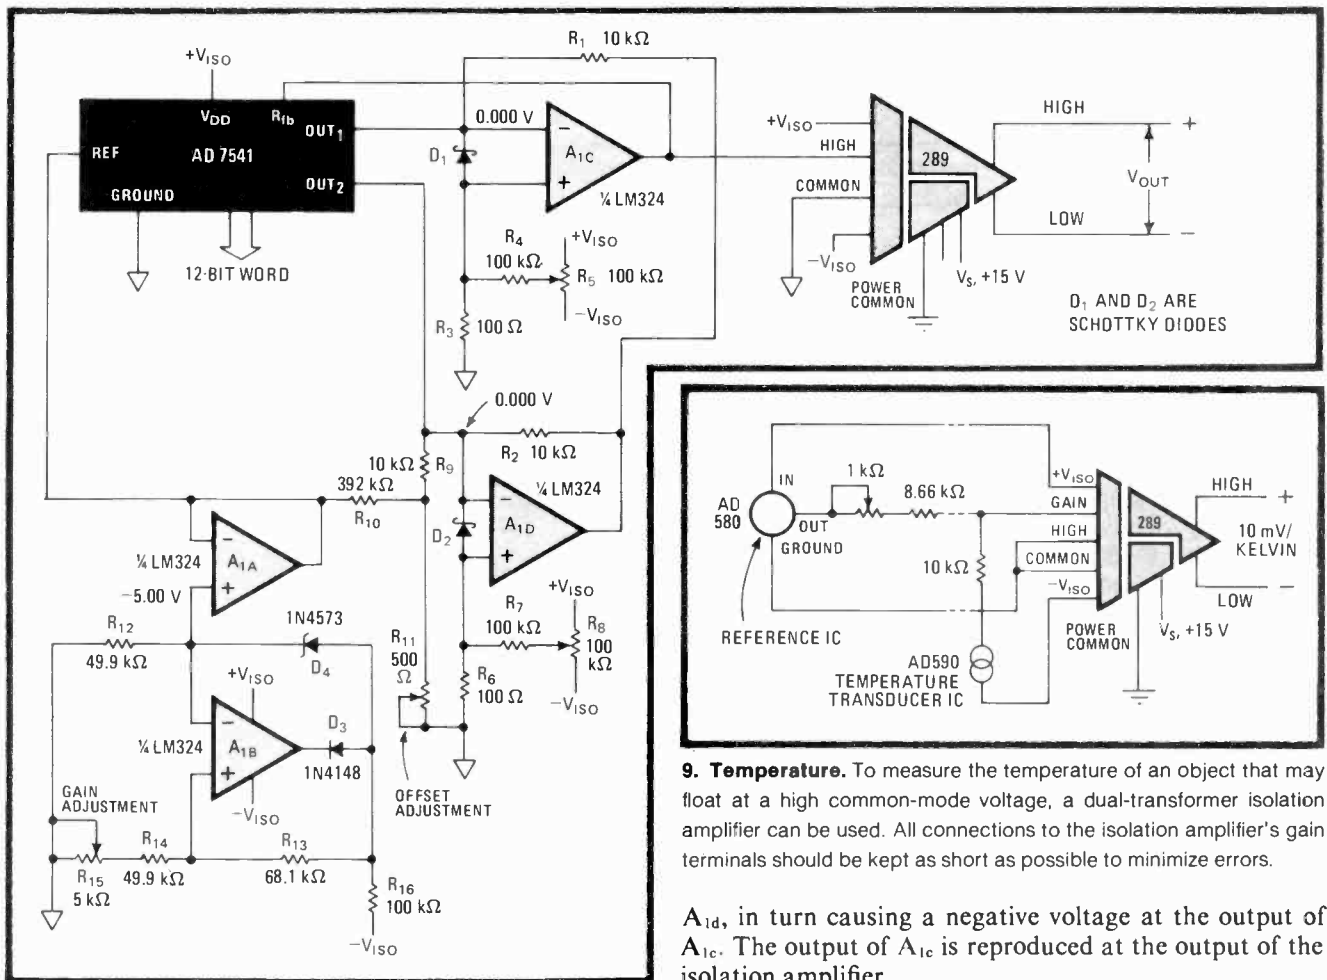 R1 10 kΩ
+VISO
VDD
Rfb
OUT1
REF
AD 7541
OUT2
GROUND
12-BIT WORD
0.000 V
D1
−
A1C
+
¼ LM324
R4
100 kΩ
+VISO
R5 100 kΩ
−VISO
R3
100 Ω
+VISO
HIGH
COMMON
−VISO
289
POWER
COMMON
VS, +15 V
HIGH
+
VOUT
LOW
−
D1 AND D2 ARE
SCHOTTKY DIODES
0.000 V
10 kΩ
R9
R2 10 kΩ
392 kΩ
R10
¼ LM324
−
A1D
+
D2
−
A1A
+
¼ LM324
−5.00 V
R12
49.9 kΩ
1N4573
D4
R7
100 kΩ
+VISO
R8
100
kΩ
−VISO
R11
500
Ω
R6
100 Ω
+VISO
−
A1B
+
¼ LM324
D3
1N4148
−VISO
GAIN
ADJUSTMENT
OFFSET
ADJUSTMENT
R14
49.9 kΩ
R13
68.1 kΩ
R15
5 kΩ
R16
100 kΩ
−VISO
IN
AD
580
OUT
GROUND
1 kΩ
8.66 kΩ
10 kΩ
REFERENCE IC
AD590
TEMPERATURE
TRANSDUCER IC
+VISO
GAIN
HIGH
COMMON
−VISO
289
POWER
COMMON
VS, +15 V
HIGH
+
10 mV/
KELVIN
LOW
−
9. Temperature. To measure the temperature of an object that may
float at a high common-mode voltage, a dual-transformer isolation
amplifier can be used. All connections to the isolation amplifier's gain
terminals should be kept as short as possible to minimize errors.
A1d, in turn causing a negative voltage at the output of
A1c. The output of A1c is reproduced at the output of the
isolation amplifier.